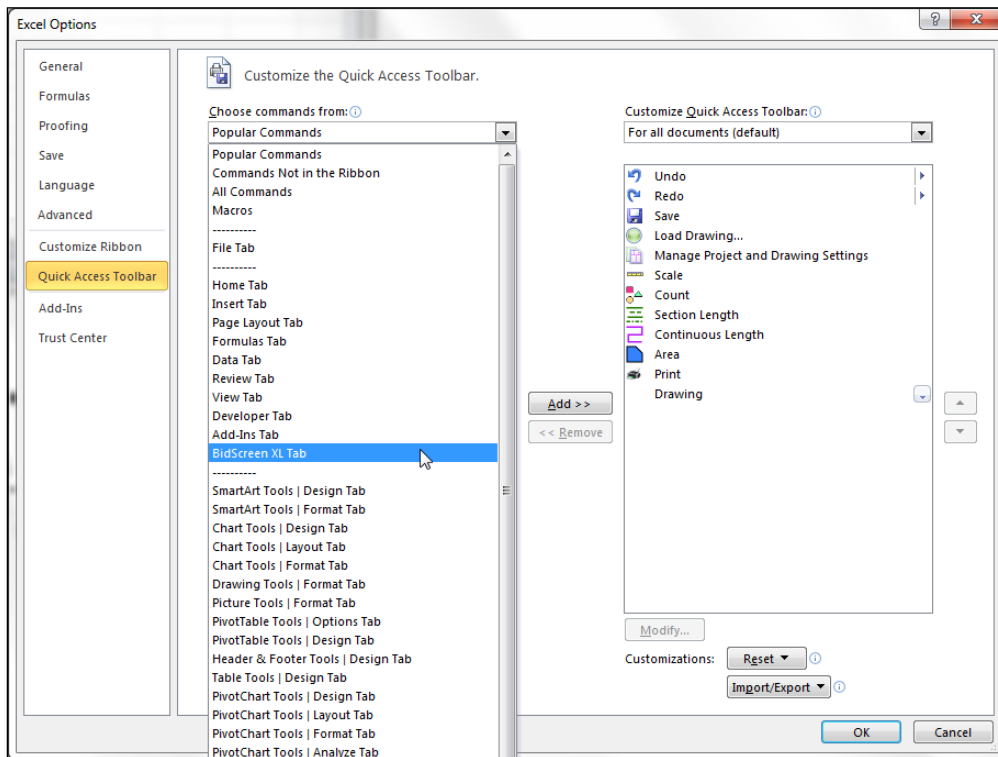 Excel Options
General
Formulas
Proofing
Save
Language
Advanced
Customize Ribbon
Quick Access Toolbar
Add-Ins
Trust Center
Customize the Quick Access Toolbar.
Choose commands from:
Popular Commands
Popular Commands
Commands Not in the Ribbon
All Commands
Macros
----------
File Tab
----------
Home Tab
Insert Tab
Page Layout Tab
Formulas Tab
Data Tab
Review Tab
View Tab
Developer Tab
Add-Ins Tab
BidScreen XL Tab
----------
SmartArt Tools | Design Tab
SmartArt Tools | Format Tab
Chart Tools | Design Tab
Chart Tools | Layout Tab
Chart Tools | Format Tab
Drawing Tools | Format Tab
Picture Tools | Format Tab
PivotTable Tools | Options Tab
PivotTable Tools | Design Tab
Header & Footer Tools | Design Tab
Table Tools | Design Tab
PivotChart Tools | Design Tab
PivotChart Tools | Layout Tab
PivotChart Tools | Format Tab
PivotChart Tools | Analyze Tab
Add >>
<< Remove
Customize Quick Access Toolbar:
For all documents (default)
Undo
Redo
Save
Load Drawing...
Manage Project and Drawing Settings
Scale
Count
Section Length
Continuous Length
Area
Print
Drawing
Modify...
Customizations:
Reset
Import/Export
OK
Cancel